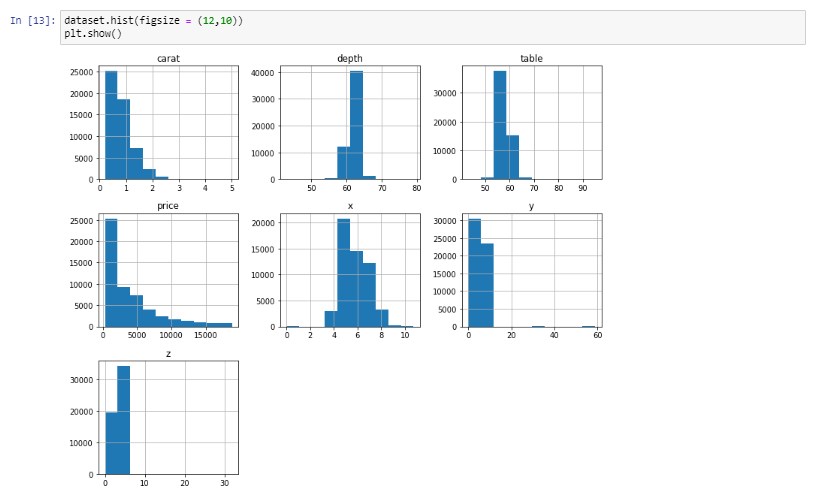 In [13]: dataset.hist(figsize = (12,10))
plt.show()
carat
depth
table
25000
20000
15000
10000
5000
0
0 1 2 3 4 5
40000
30000
20000
10000
0
50 60 70 80
30000
20000
10000
0
50 60 70 80 90
price
x
y
25000
20000
15000
10000
5000
0
0 5000 10000 15000
20000
15000
10000
5000
0
0 2 4 6 8 10
30000
25000
20000
15000
10000
5000
0
0 20 40 60
z
30000
20000
10000
0
0 10 20 30